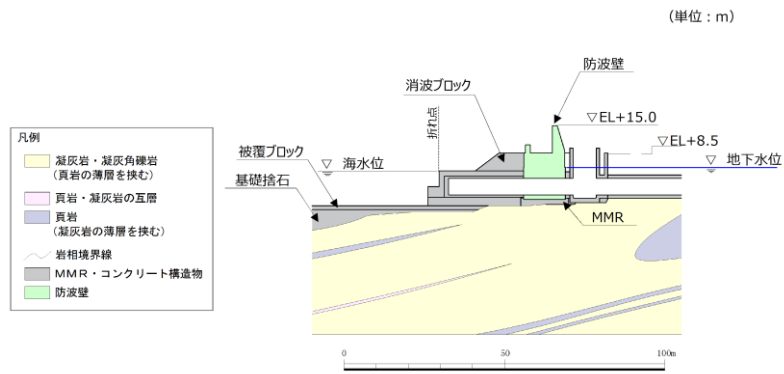 (単位：m)
防波壁
消波ブロック
▽EL+15.0
折れ点
▽EL+8.5
被覆ブロック
▽ 海水位
▽ 地下水位
基礎捨石
MMR
凡例
凝灰岩・凝灰角礫岩
(頁岩の薄層を挟む)
頁岩・凝灰岩の互層
頁岩
(凝灰岩の薄層を挟む)
岩相境界線
MMR・コンクリート構造物
防波壁
0 50 100m